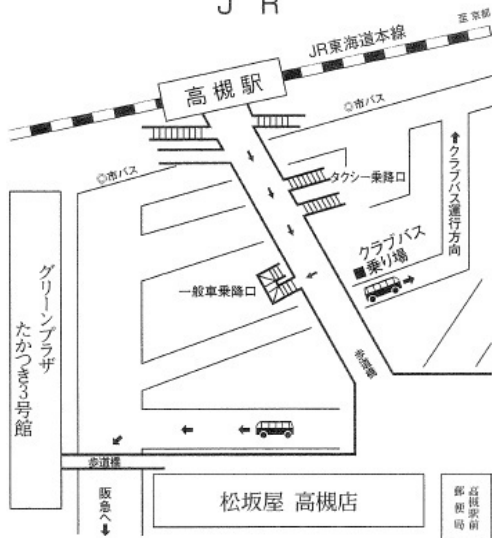 JR
至京都
JR東海道本線
高槻駅
◎市バス
◎市バス
タクシー乗降口
クラブバス運行方向
クラブバス
乗り場
一般車乗降口
グリーンプラザ
たかつき3号館
歩道橋
歩道橋
阪急へ
松坂屋 高槻店
高槻駅前
郵便局